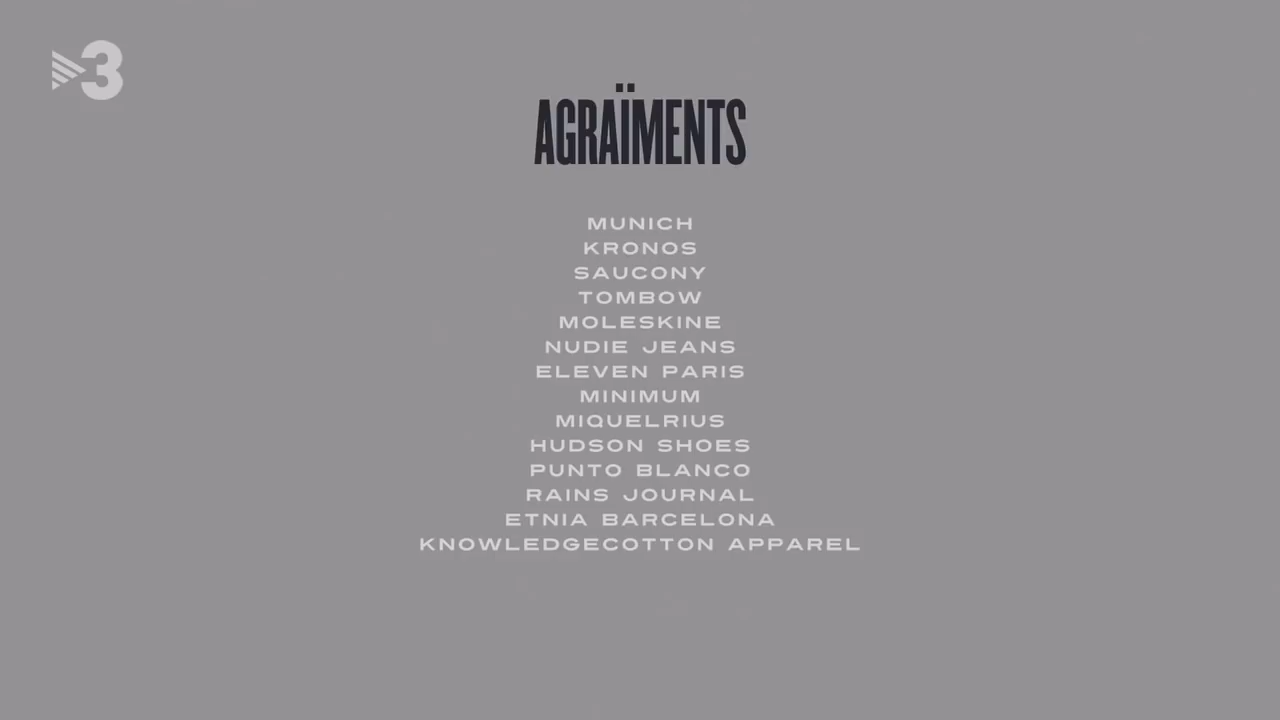 3
AGRAÏMENTS
MUNICH
KRONOS
SAUCONY
TOMBOW
MOLESKINE
NUDIE JEANS
ELEVEN PARIS
MINIMUM
MIQUELRIUS
HUDSON SHOES
PUNTO BLANCO
RAINS JOURNAL
ETNIA BARCELONA
KNOWLEDGECOTTON APPAREL